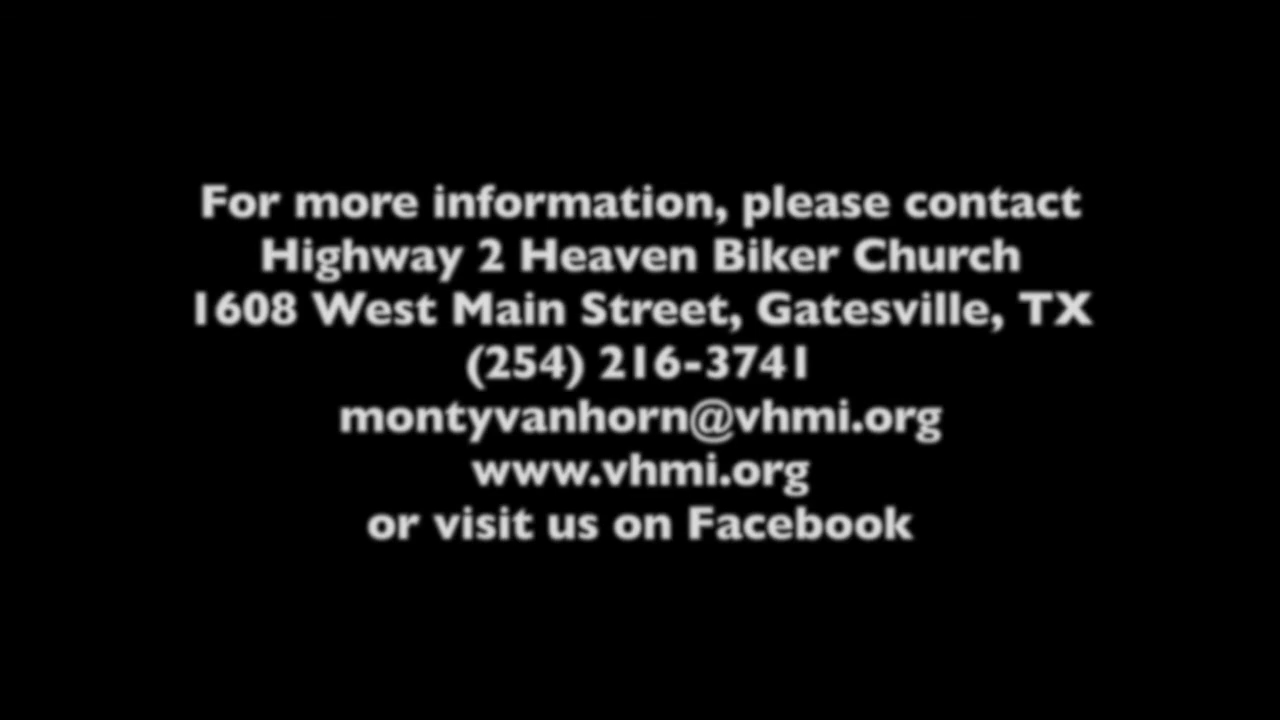 For more information, please contact
Highway 2 Heaven Biker Church
1608 West Main Street, Gatesville, TX
(254) 216-3741
montyvanhorn@vhmi.org
www.vhmi.org
or visit us on Facebook